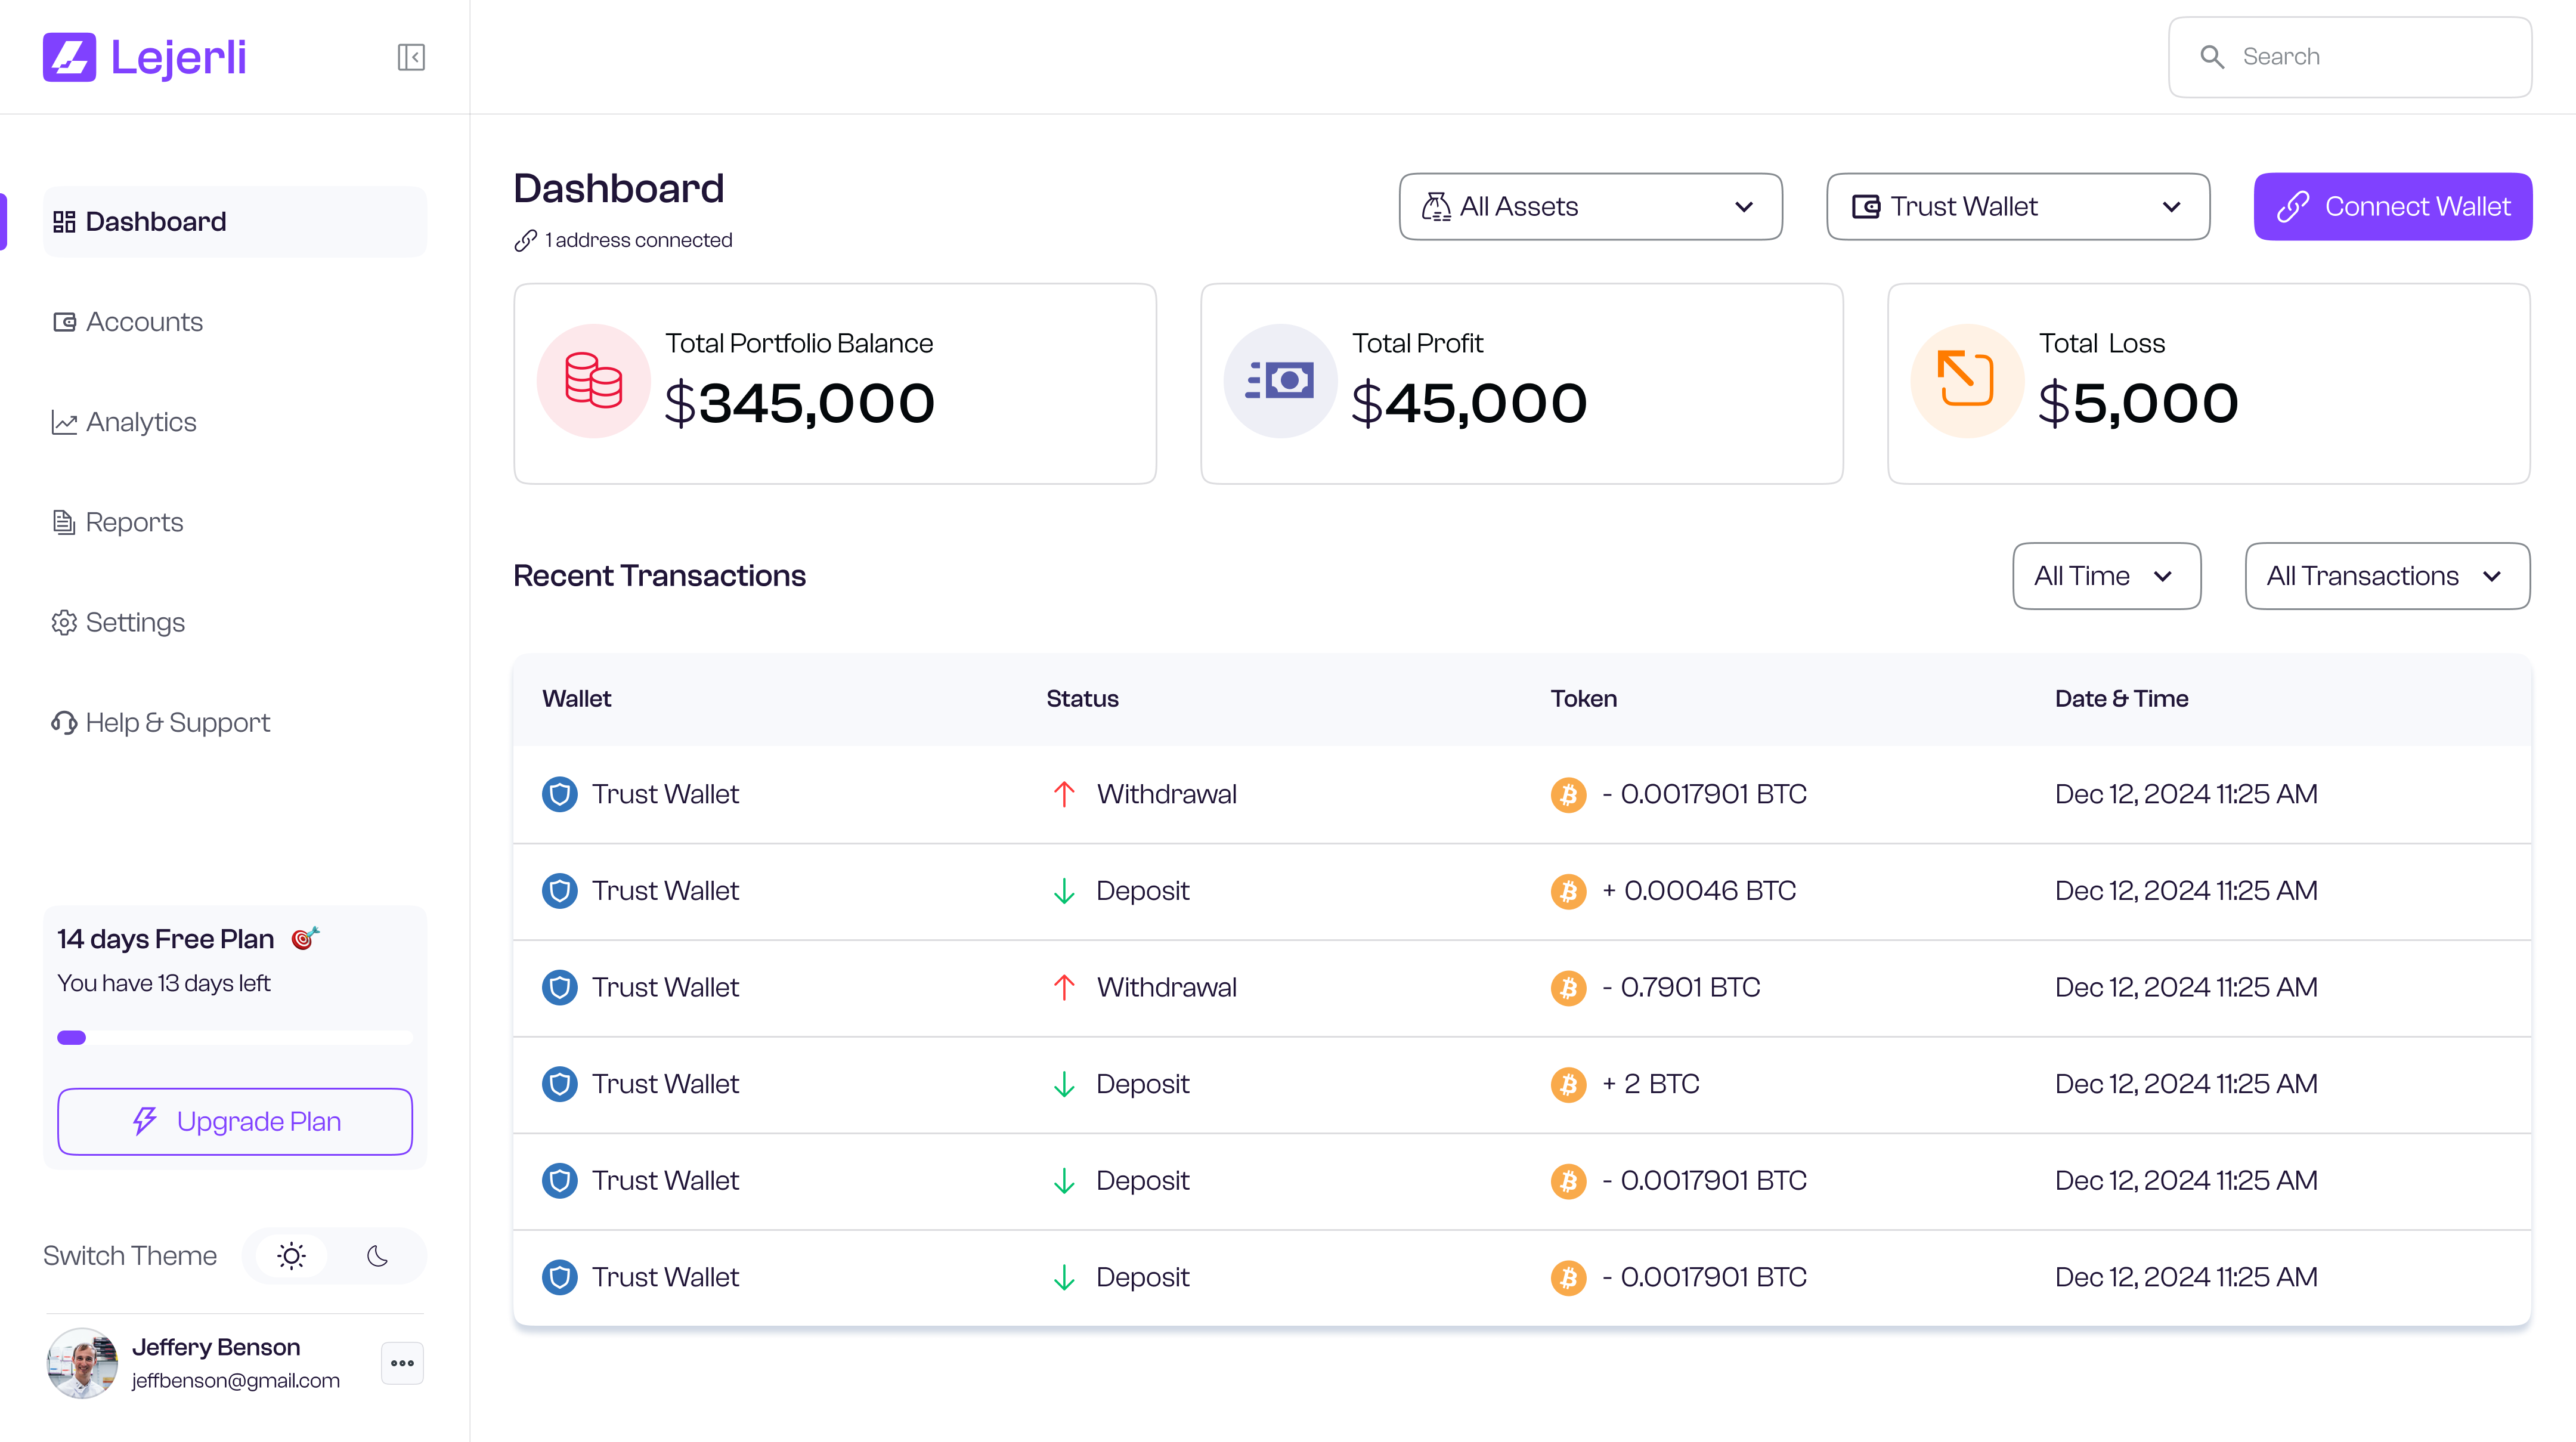 Lejerli
Search
Dashboard
Accounts
Analytics
Reports
Settings
Help & Support
14 days Free Plan
You have 13 days left
Upgrade Plan
Switch Theme
Jeffery Benson
jeffbenson@gmail.com
Dashboard
1 address connected
All Assets
Trust Wallet
Connect Wallet
Total Portfolio Balance
$345,000
Total Profit
$45,000
Total Loss
$5,000
Recent Transactions
All Time
All Transactions
Wallet Status Token Date & Time
Trust Wallet Withdrawal - 0.0017901 BTC Dec 12, 2024 11:25 AM
Trust Wallet Deposit + 0.00046 BTC Dec 12, 2024 11:25 AM
Trust Wallet Withdrawal - 0.7901 BTC Dec 12, 2024 11:25 AM
Trust Wallet Deposit + 2 BTC Dec 12, 2024 11:25 AM
Trust Wallet Deposit - 0.0017901 BTC Dec 12, 2024 11:25 AM
Trust Wallet Deposit - 0.0017901 BTC Dec 12, 2024 11:25 AM